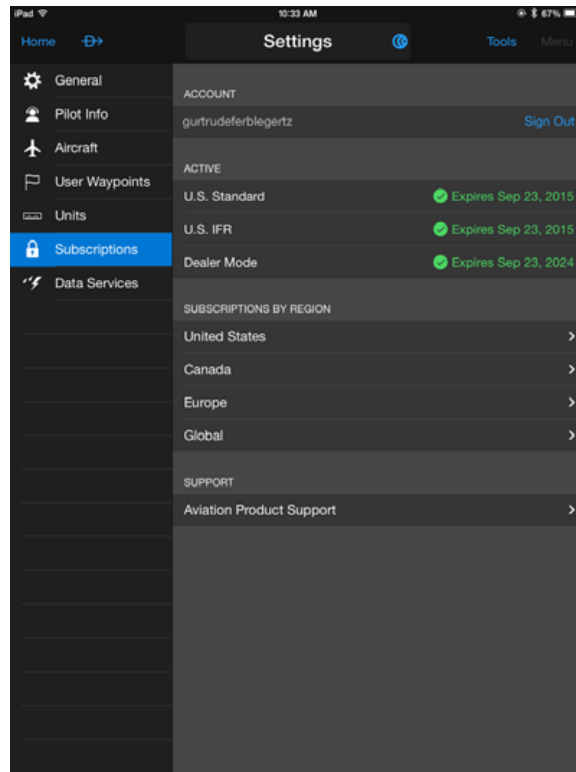 iPad 10:33 AM 67%
Home Settings Tools Menu
General
Pilot Info
Aircraft
User Waypoints
Units
Subscriptions
Data Services
ACCOUNT
gurtrudeferblegertz Sign Out
ACTIVE
U.S. Standard Expires Sep 23, 2015
U.S. IFR Expires Sep 23, 2015
Dealer Mode Expires Sep 23, 2024
SUBSCRIPTIONS BY REGION
United States
Canada
Europe
Global
SUPPORT
Aviation Product Support